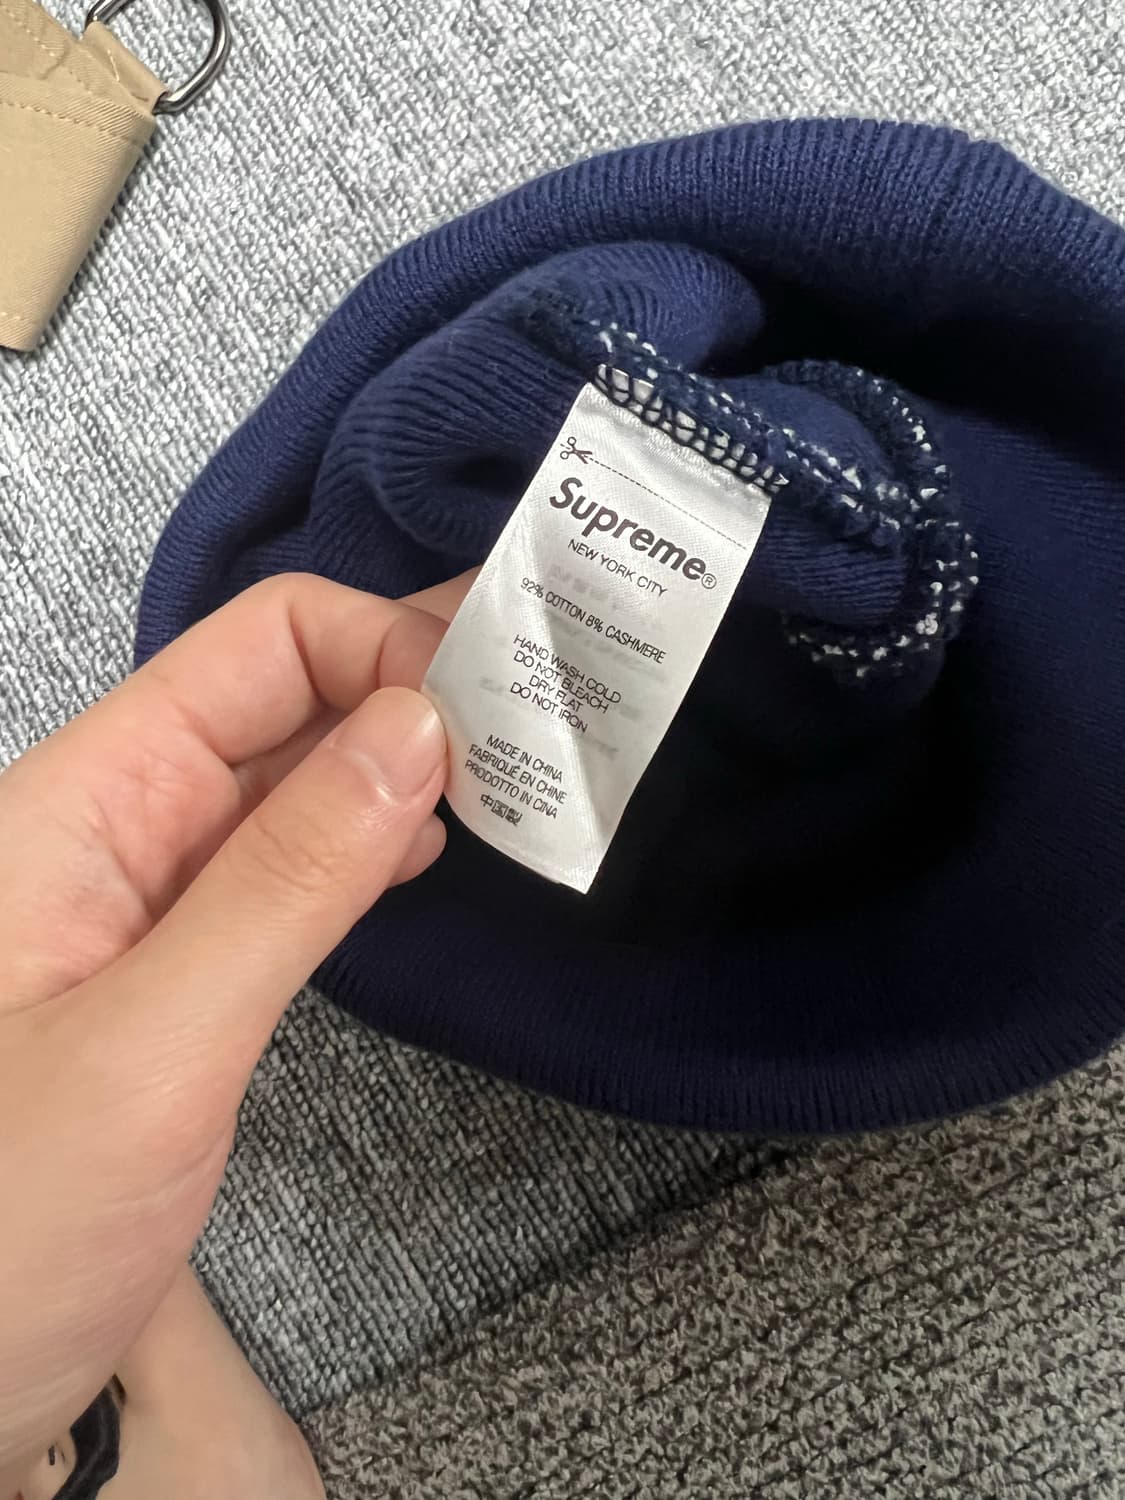 Supreme®
NEW YORK CITY
92% COTTON 8% CASHMERE
HAND WASH COLD
DO NOT BLEACH
DRY FLAT
DO NOT IRON
MADE IN CHINA
FABRIQUÉ EN CHINE
PRODOTTO IN CINA
中国製